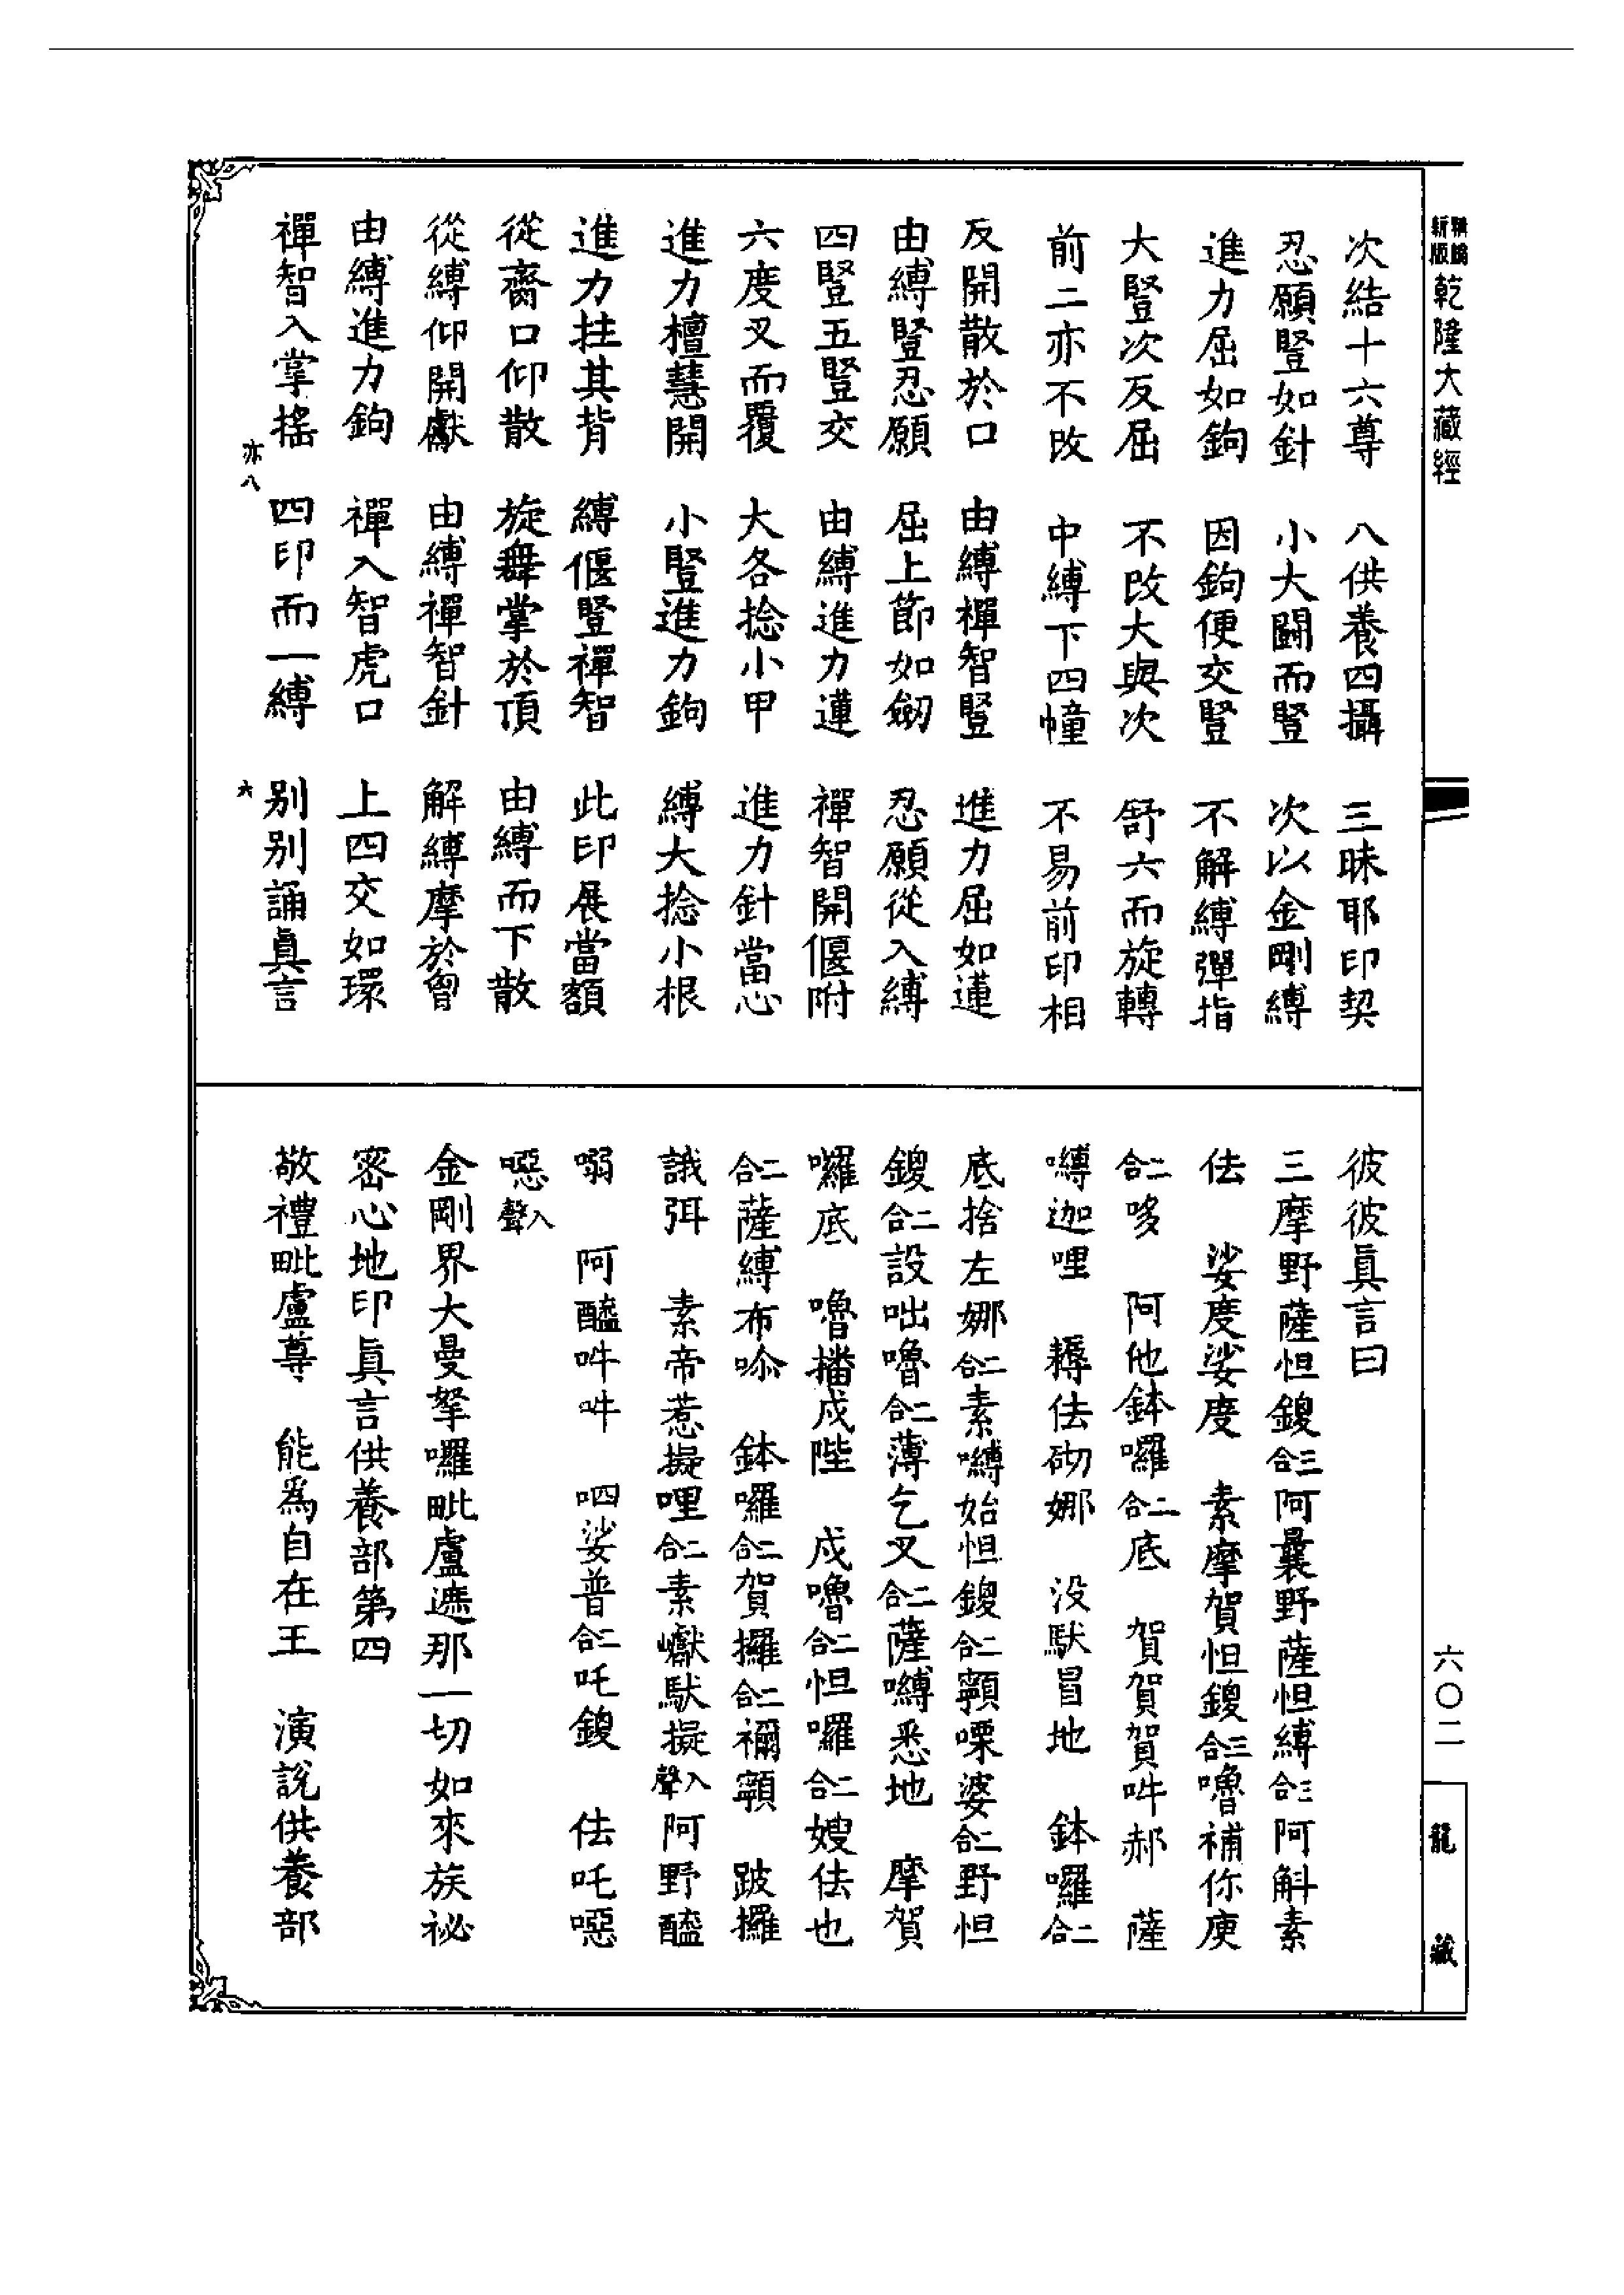 新版
乾隆大藏經
六〇二
龍藏
次結十六尊　八供養四攝　三昧耶印契
忍願豎如針　小大開而豎　次以金剛縛
進力屈如鉤　因鉤便交豎　不解縛彈指
大豎次反屈　不改大與次　舒六而旋轉
前二亦不改　中縛下四幢　不易前印相
反開散於口　由縛禪智豎　進力屈如蓮
由縛豎忍願　屈上節如劒　忍願從入縛
四豎五豎交　由縛進力蓮　禪智開偃附
六度叉而覆　大各捻小甲　進力針當心
進力檀慧開　小豎進力鉤　縛大捻小根
進力拄其背　縛偃豎禪智　此印展當額
從齎口仰散　旋舞掌於頂　由縛而下散
從縛仰開獻　由縛禪智針　解縛摩於胷
由縛進力鉤　禪入智虎口　上四交如環
禪智入掌搖　四印而一縛　别别誦眞言
亦八　六
彼彼眞言曰
三摩野薩怛鑁三合阿曩野薩怛縛三合阿斛素
佉　娑度娑度　素摩賀怛鑁三合嚕補你庾
二合哆　阿他鉢囉二合底　賀賀賀吽郝　薩
嚩迦哩　耨佉砌娜　没馱冒地　鉢囉二合
底捨左娜二合素嚩始怛鑁二合顐㗚婆二合野怛
鑁二合設咄嚕二合薄乞叉二合薩嚩悉地　摩賀
囉底　嚕播戍陛　戍嚕二合怛囉二合嫂佉也
二合薩縛布唦　鉢囉二合賀攞二合禰顐　跛攞
誐弭　素帝惹擬哩二合素巘馱擬入聲阿野醯
嗗　阿醯吽吽　呬娑普二合吒鑁　佉吒噁
噁入聲
金剛界大曼拏囉毗盧遮那一切如來族祕
密心地印眞言供養部第四
敬禮毗盧尊　能爲自在王　演說供養部